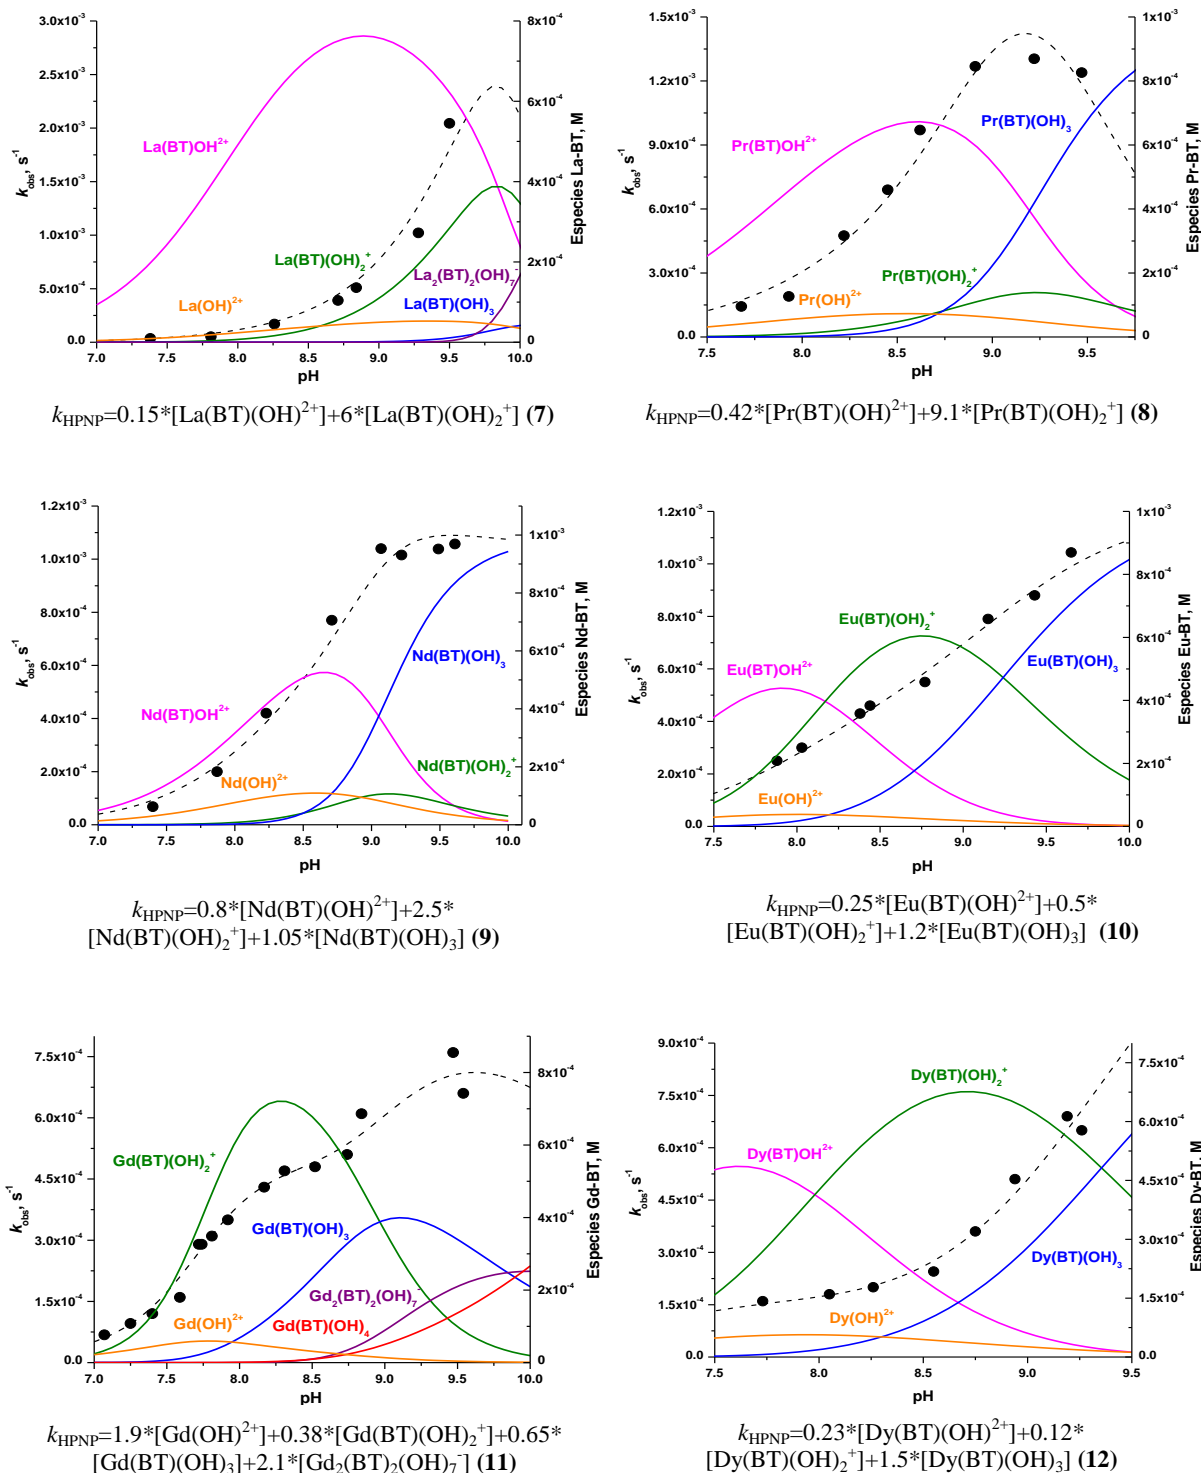 3.0x10⁻³
2.5x10⁻³
2.0x10⁻³
1.5x10⁻³
1.0x10⁻³
5.0x10⁻⁴
0.0
k_obs, s⁻¹
8x10⁻⁴
6x10⁻⁴
4x10⁻⁴
2x10⁻⁴
0
Especies La-BT, M
La(BT)OH²⁺
La(BT)(OH)₂⁺
La₂(BT)₂(OH)₇⁻
La(OH)²⁺
La(BT)(OH)₃
7.0 7.5 8.0 8.5 9.0 9.5 10.0
pH
k_HPNP=0.15*[La(BT)(OH)²⁺]+6*[La(BT)(OH)₂⁺] (7)
1.5x10⁻³
1.2x10⁻³
9.0x10⁻⁴
6.0x10⁻⁴
3.0x10⁻⁴
0.0
k_obs, s⁻¹
1x10⁻³
8x10⁻⁴
6x10⁻⁴
4x10⁻⁴
2x10⁻⁴
0
Especies Pr-BT, M
Pr(BT)(OH)₃
Pr(BT)OH²⁺
Pr(BT)(OH)₂⁺
Pr(OH)²⁺
7.5 8.0 8.5 9.0 9.5
pH
k_HPNP=0.42*[Pr(BT)(OH)²⁺]+9.1*[Pr(BT)(OH)₂⁺] (8)
1.2x10⁻³
1.0x10⁻³
8.0x10⁻⁴
6.0x10⁻⁴
4.0x10⁻⁴
2.0x10⁻⁴
0.0
k_obs, s⁻¹
1x10⁻³
8x10⁻⁴
6x10⁻⁴
4x10⁻⁴
2x10⁻⁴
0
Especies Nd-BT, M
Nd(BT)(OH)₃
Nd(BT)OH²⁺
Nd(OH)²⁺
Nd(BT)(OH)₂⁺
7.0 7.5 8.0 8.5 9.0 9.5 10.0
pH
k_HPNP=0.8*[Nd(BT)(OH)²⁺]+2.5*
[Nd(BT)(OH)₂⁺]+1.05*[Nd(BT)(OH)₃] (9)
1.2x10⁻³
1.0x10⁻³
8.0x10⁻⁴
6.0x10⁻⁴
4.0x10⁻⁴
2.0x10⁻⁴
0.0
k_obs, s⁻¹
1x10⁻³
8x10⁻⁴
6x10⁻⁴
4x10⁻⁴
2x10⁻⁴
0
Especies Eu-BT, M
Eu(BT)(OH)₂⁺
Eu(BT)OH²⁺
Eu(BT)(OH)₃
Eu(OH)²⁺
7.5 8.0 8.5 9.0 9.5 10.0
pH
k_HPNP=0.25*[Eu(BT)(OH)²⁺]+0.5*
[Eu(BT)(OH)₂⁺]+1.2*[Eu(BT)(OH)₃] (10)
7.5x10⁻⁴
6.0x10⁻⁴
4.5x10⁻⁴
3.0x10⁻⁴
1.5x10⁻⁴
0.0
k_obs, s⁻¹
8x10⁻⁴
6x10⁻⁴
4x10⁻⁴
2x10⁻⁴
0
Especies Gd-BT, M
Gd(BT)(OH)₂⁺
Gd(BT)(OH)₃
Gd₂(BT)₂(OH)₇⁻
Gd(OH)²⁺
Gd(BT)(OH)₄
7.0 7.5 8.0 8.5 9.0 9.5 10.0
pH
k_HPNP=1.9*[Gd(OH)²⁺]+0.38*[Gd(BT)(OH)₂⁺]+0.65*
[Gd(BT)(OH)₃]+2.1*[Gd₂(BT)₂(OH)₇⁻] (11)
9.0x10⁻⁴
7.5x10⁻⁴
6.0x10⁻⁴
4.5x10⁻⁴
3.0x10⁻⁴
1.5x10⁻⁴
0.0
k_obs, s⁻¹
7.5x10⁻⁴
6.0x10⁻⁴
4.5x10⁻⁴
3.0x10⁻⁴
1.5x10⁻⁴
0.0
Especies Dy-BT, M
Dy(BT)(OH)₂⁺
Dy(BT)OH²⁺
Dy(BT)(OH)₃
Dy(OH)²⁺
7.5 8.0 8.5 9.0 9.5
pH
k_HPNP=0.23*[Dy(BT)(OH)²⁺]+0.12*
[Dy(BT)(OH)₂⁺]+1.5*[Dy(BT)(OH)₃] (12)